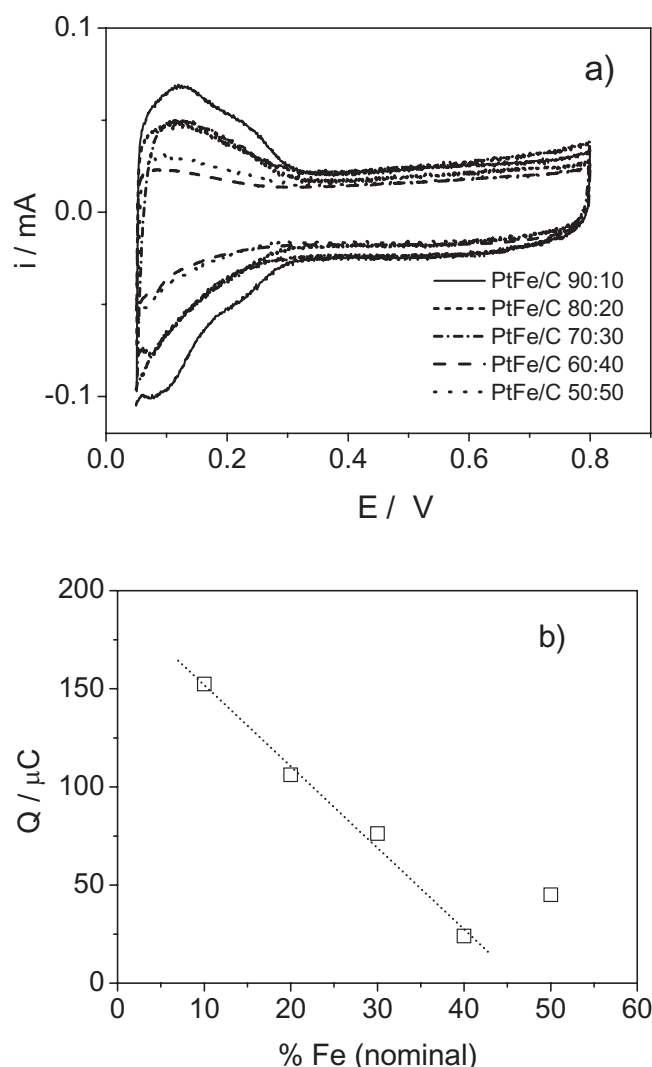 0.1
a)
0.0
i / mA
PtFe/C 90:10
PtFe/C 80:20
PtFe/C 70:30
PtFe/C 60:40
PtFe/C 50:50
-0.1
0.0 0.2 0.4 0.6 0.8
E / V
200
b)
150
100
Q / μC
50
0
0 10 20 30 40 50 60
% Fe (nominal)